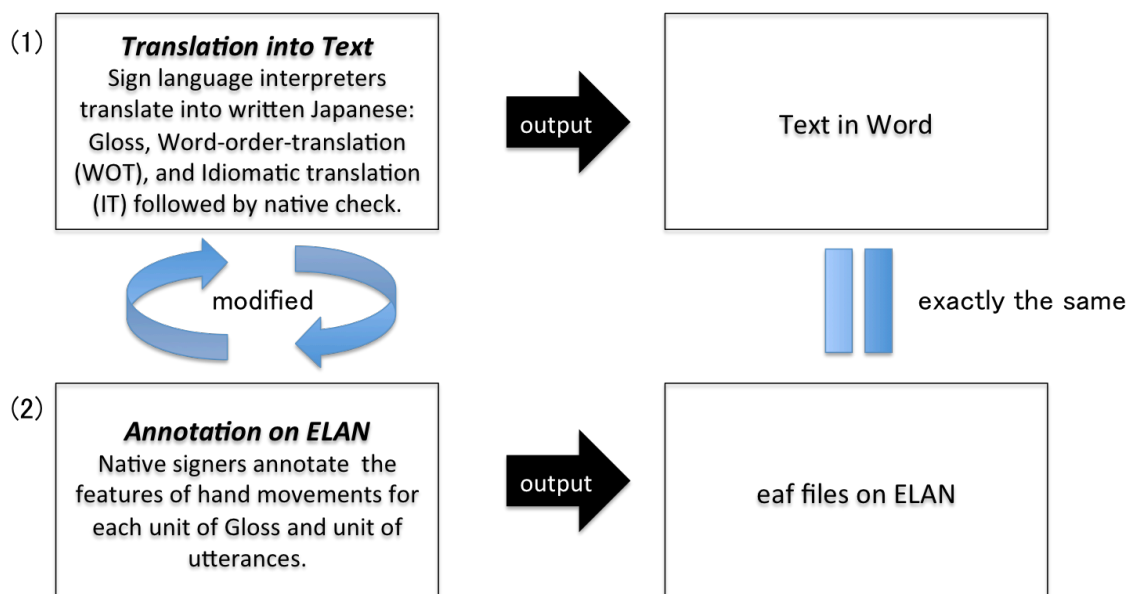 (1)
Translation into Text
Sign language interpreters
translate into written Japanese:
Gloss, Word-order-translation
(WOT), and Idiomatic translation
(IT) followed by native check.
output
Text in Word
modified
exactly the same
(2)
Annotation on ELAN
Native signers annotate the
features of hand movements for
each unit of Gloss and unit of
utterances.
output
eaf files on ELAN